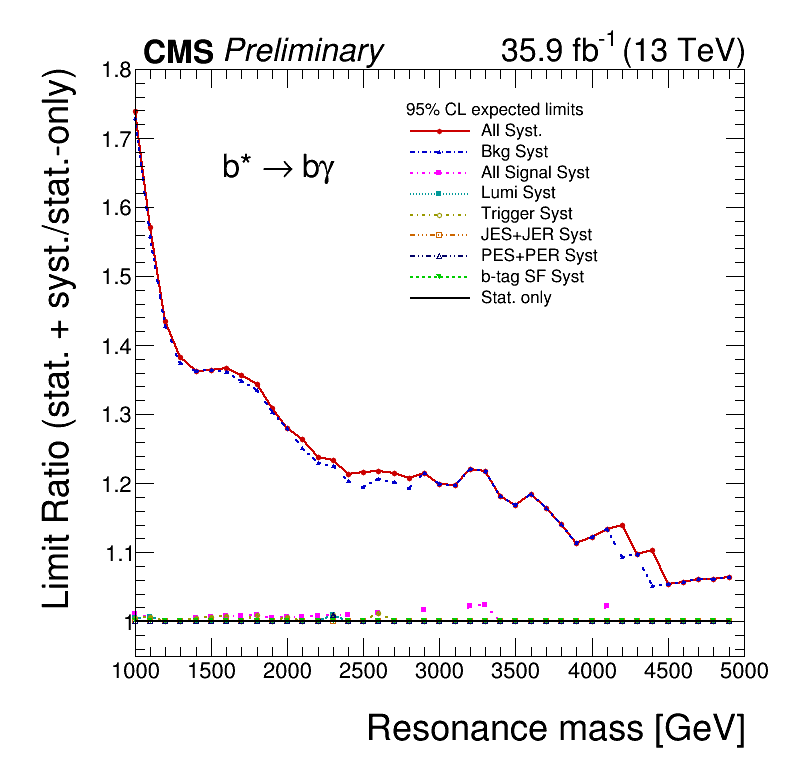 CMS Preliminary 35.9 fb⁻¹ (13 TeV)
Limit Ratio (stat. + syst./stat.-only)
1.8
1.7
1.6
1.5
1.4
1.3
1.2
1.1
1
b* → bγ
95% CL expected limits
All Syst.
Bkg Syst
All Signal Syst
Lumi Syst
Trigger Syst
JES+JER Syst
PES+PER Syst
b-tag SF Syst
Stat. only
1000 1500 2000 2500 3000 3500 4000 4500 5000
Resonance mass [GeV]